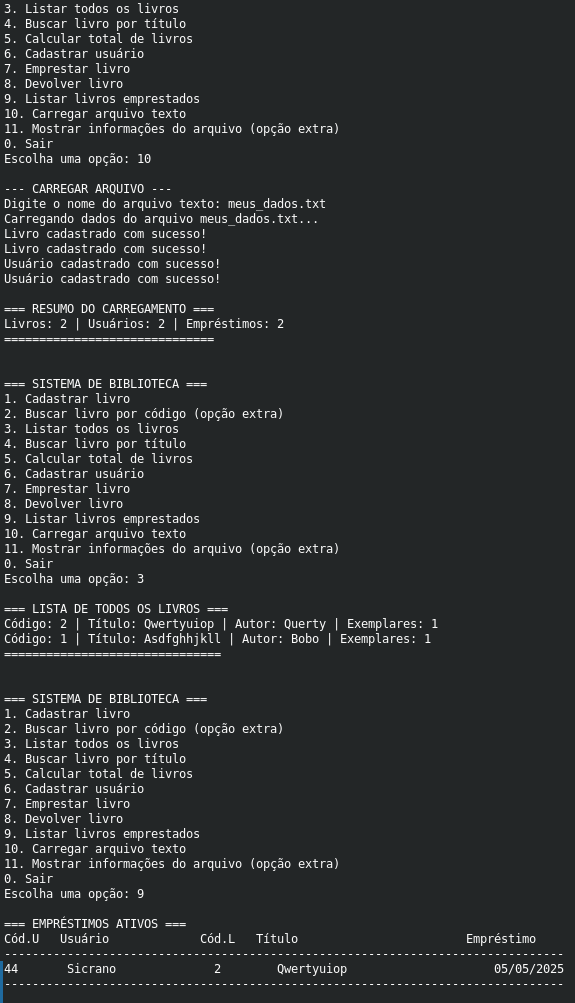 3. Listar todos os livros
4. Buscar livro por título
5. Calcular total de livros
6. Cadastrar usuário
7. Emprestar livro
8. Devolver livro
9. Listar livros emprestados
10. Carregar arquivo texto
11. Mostrar informações do arquivo (opção extra)
0. Sair
Escolha uma opção: 10

--- CARREGAR ARQUIVO ---
Digite o nome do arquivo texto: meus_dados.txt
Carregando dados do arquivo meus_dados.txt...
Livro cadastrado com sucesso!
Livro cadastrado com sucesso!
Usuário cadastrado com sucesso!
Usuário cadastrado com sucesso!

=== RESUMO DO CARREGAMENTO ===
Livros: 2 | Usuários: 2 | Empréstimos: 2
==============================

=== SISTEMA DE BIBLIOTECA ===
1. Cadastrar livro
2. Buscar livro por código (opção extra)
3. Listar todos os livros
4. Buscar livro por título
5. Calcular total de livros
6. Cadastrar usuário
7. Emprestar livro
8. Devolver livro
9. Listar livros emprestados
10. Carregar arquivo texto
11. Mostrar informações do arquivo (opção extra)
0. Sair
Escolha uma opção: 3

=== LISTA DE TODOS OS LIVROS ===
Código: 2 | Título: Qwertyuiop | Autor: Querty | Exemplares: 1
Código: 1 | Título: Asdfghhjkll | Autor: Bobo | Exemplares: 1
===============================

=== SISTEMA DE BIBLIOTECA ===
1. Cadastrar livro
2. Buscar livro por código (opção extra)
3. Listar todos os livros
4. Buscar livro por título
5. Calcular total de livros
6. Cadastrar usuário
7. Emprestar livro
8. Devolver livro
9. Listar livros emprestados
10. Carregar arquivo texto
11. Mostrar informações do arquivo (opção extra)
0. Sair
Escolha uma opção: 9

=== EMPRÉSTIMOS ATIVOS ===
Cód.U   Usuário             Cód.L   Título                        Empréstimo
--------------------------------------------------------------------------------
44       Sicrano              2        Qwertyuiop                     05/05/2025
--------------------------------------------------------------------------------